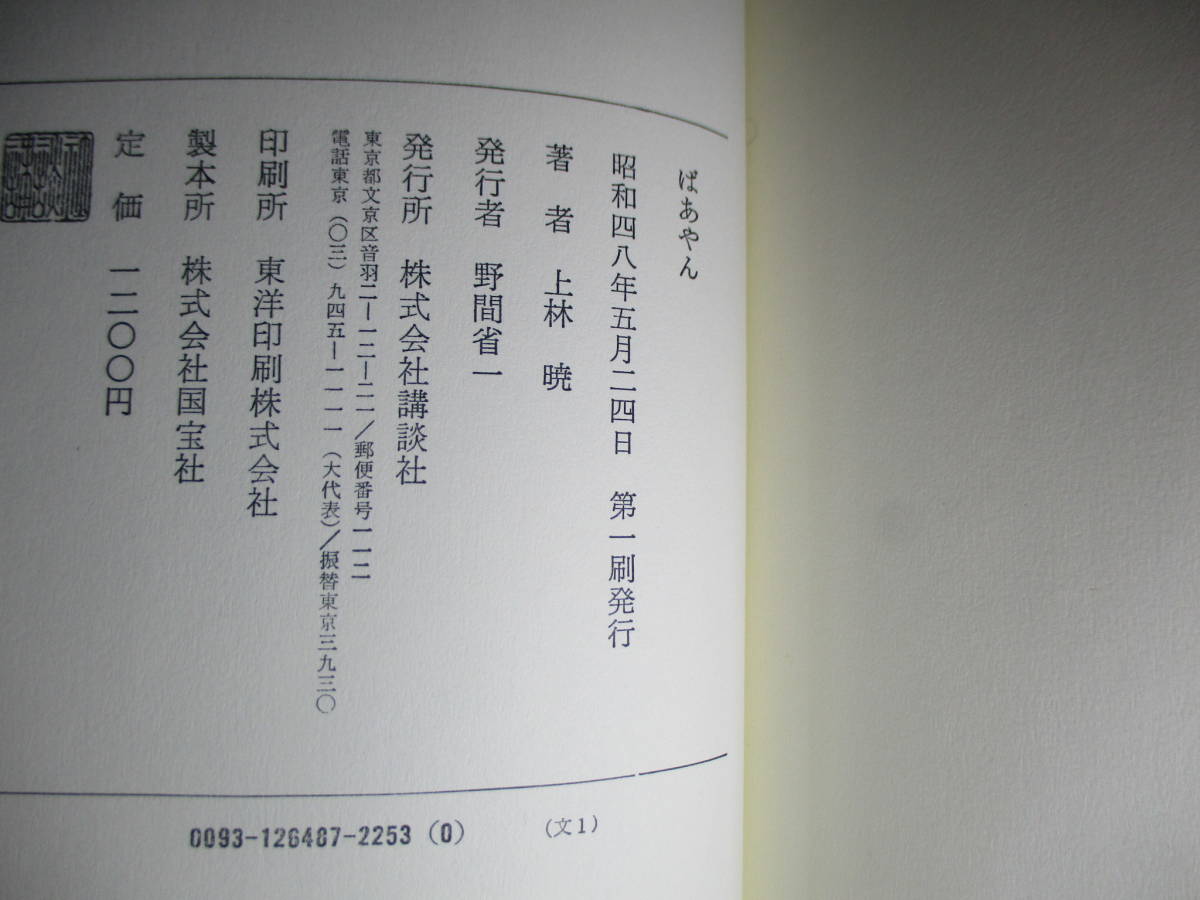 ばあやん
昭和四八年五月二四日 第一刷発行
著者 上林 暁
発行者 野間省一
発行所 株式会社講談社
東京都文京区音羽二―一二―二一/郵便番号一一二
電話東京(〇三)九四五―一一一一(大代表)/振替東京三九三〇
印刷所 東洋印刷株式会社
製本所 株式会社国宝社
定価 一二〇〇円
0093-126487-2253 (0)
(文1)